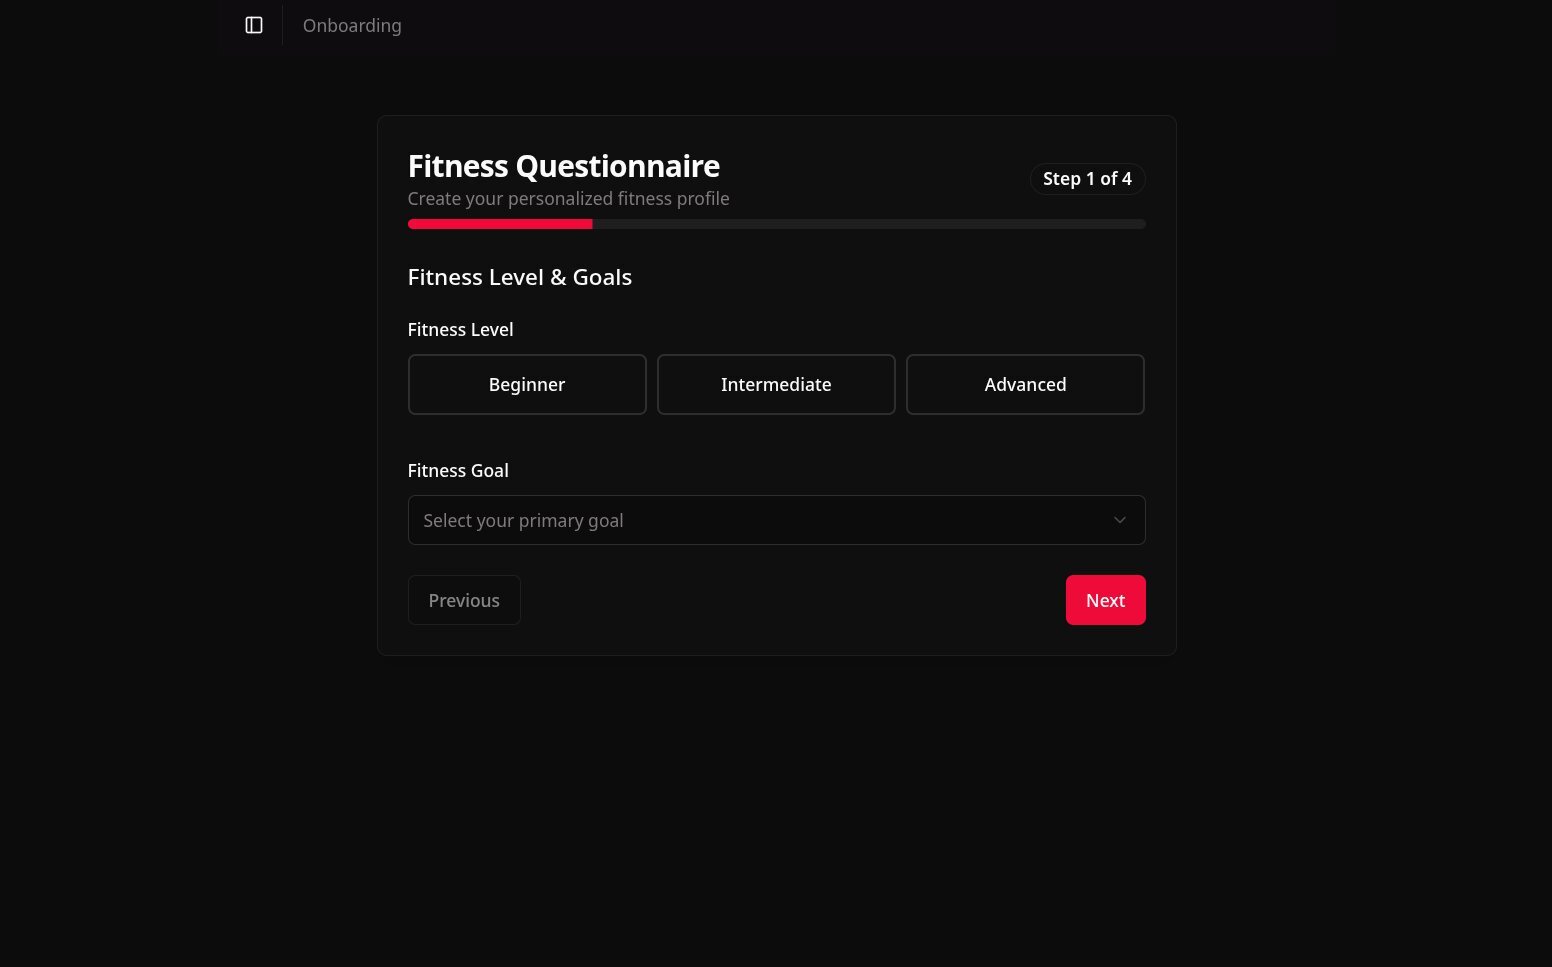 Onboarding
Fitness Questionnaire
Create your personalized fitness profile
Step 1 of 4
Fitness Level & Goals
Fitness Level
Beginner
Intermediate
Advanced
Fitness Goal
Select your primary goal
Previous
Next